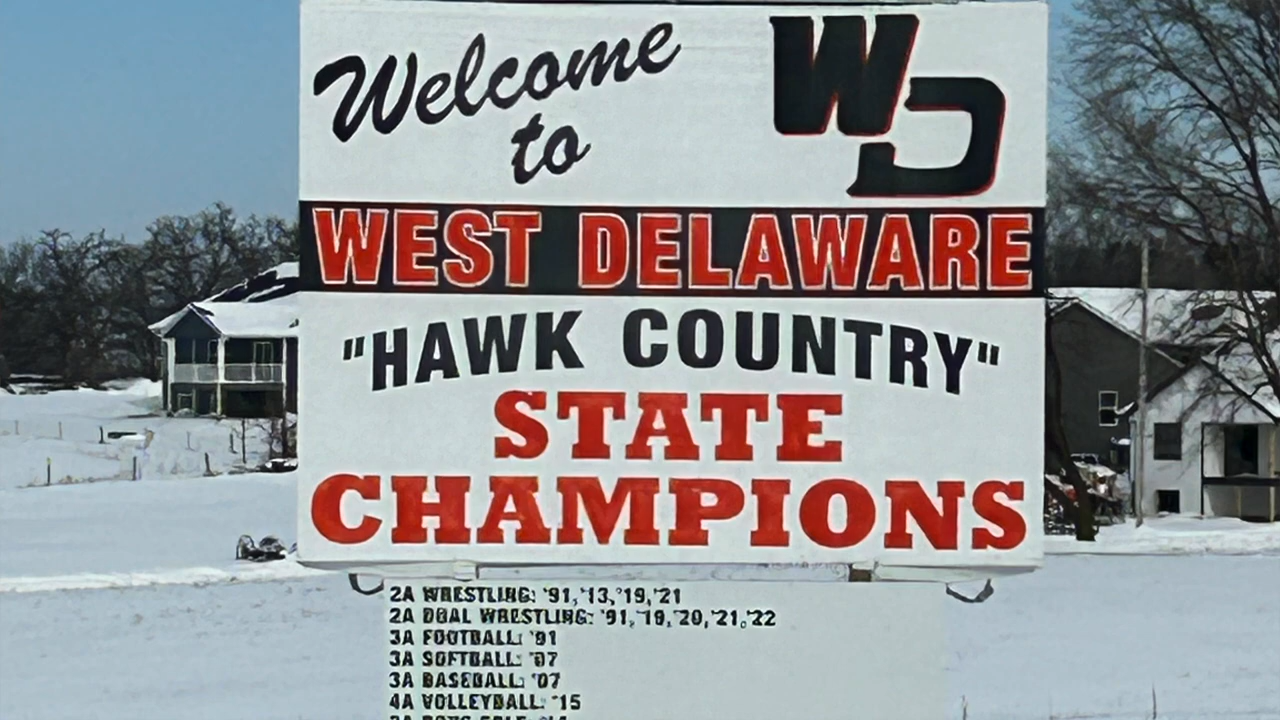 Welcome
to
WD
WEST DELAWARE
"HAWK COUNTRY"
STATE
CHAMPIONS
2A WRESTLING: '91, '13, '19, '21
2A DUAL WRESTLING: '91, '19, '20, '21, '22
3A FOOTBALL: '91
3A SOFTBALL: '07
3A BASEBALL: '07
4A VOLLEYBALL: '15